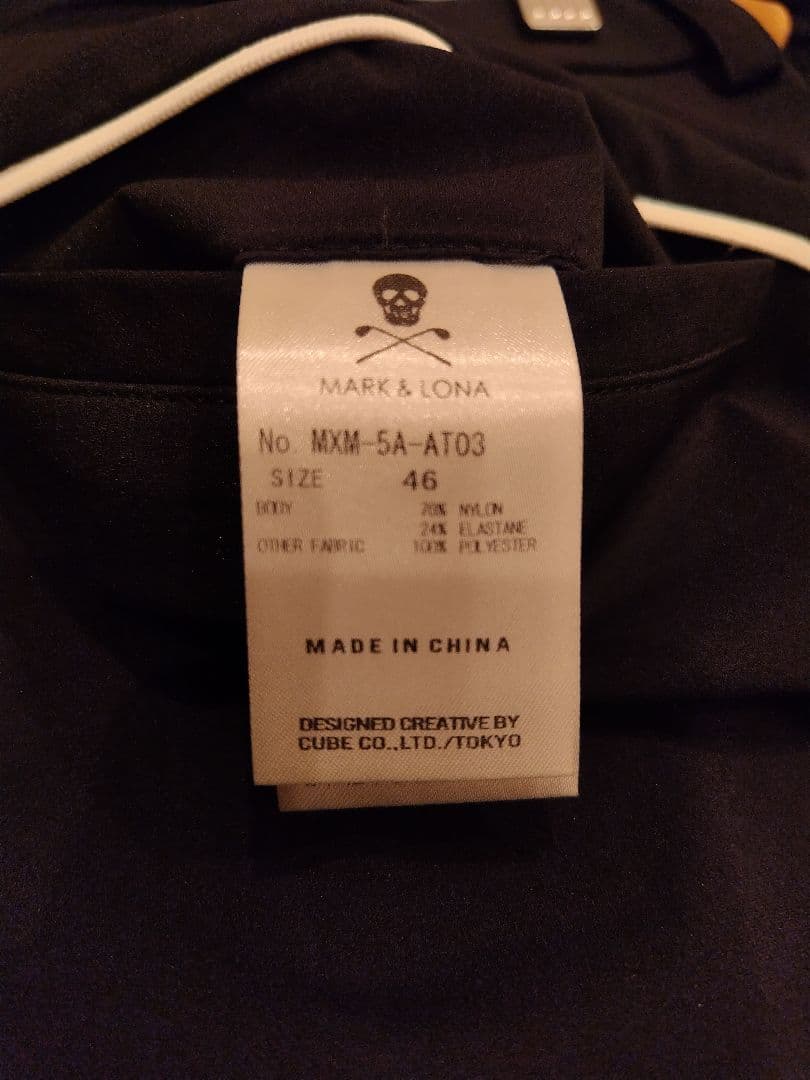 MARK & LONA
No. MXM-5A-AT03
SIZE 46
BODY 76% NYLON
24% ELASTANE
OTHER FABRIC 100% POLYESTER
MADE IN CHINA
DESIGNED CREATIVE BY
CUBE CO.,LTD./TOKYO